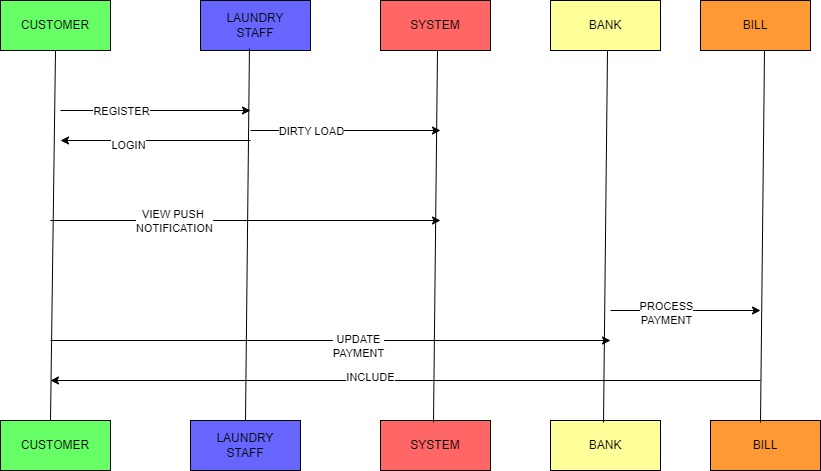 CUSTOMER
LAUNDRY
STAFF
SYSTEM
BANK
BILL
REGISTER
DIRTY LOAD
LOGIN
VIEW PUSH
NOTIFICATION
PROCESS
PAYMENT
UPDATE
PAYMENT
INCLUDE
CUSTOMER
LAUNDRY
STAFF
SYSTEM
BANK
BILL